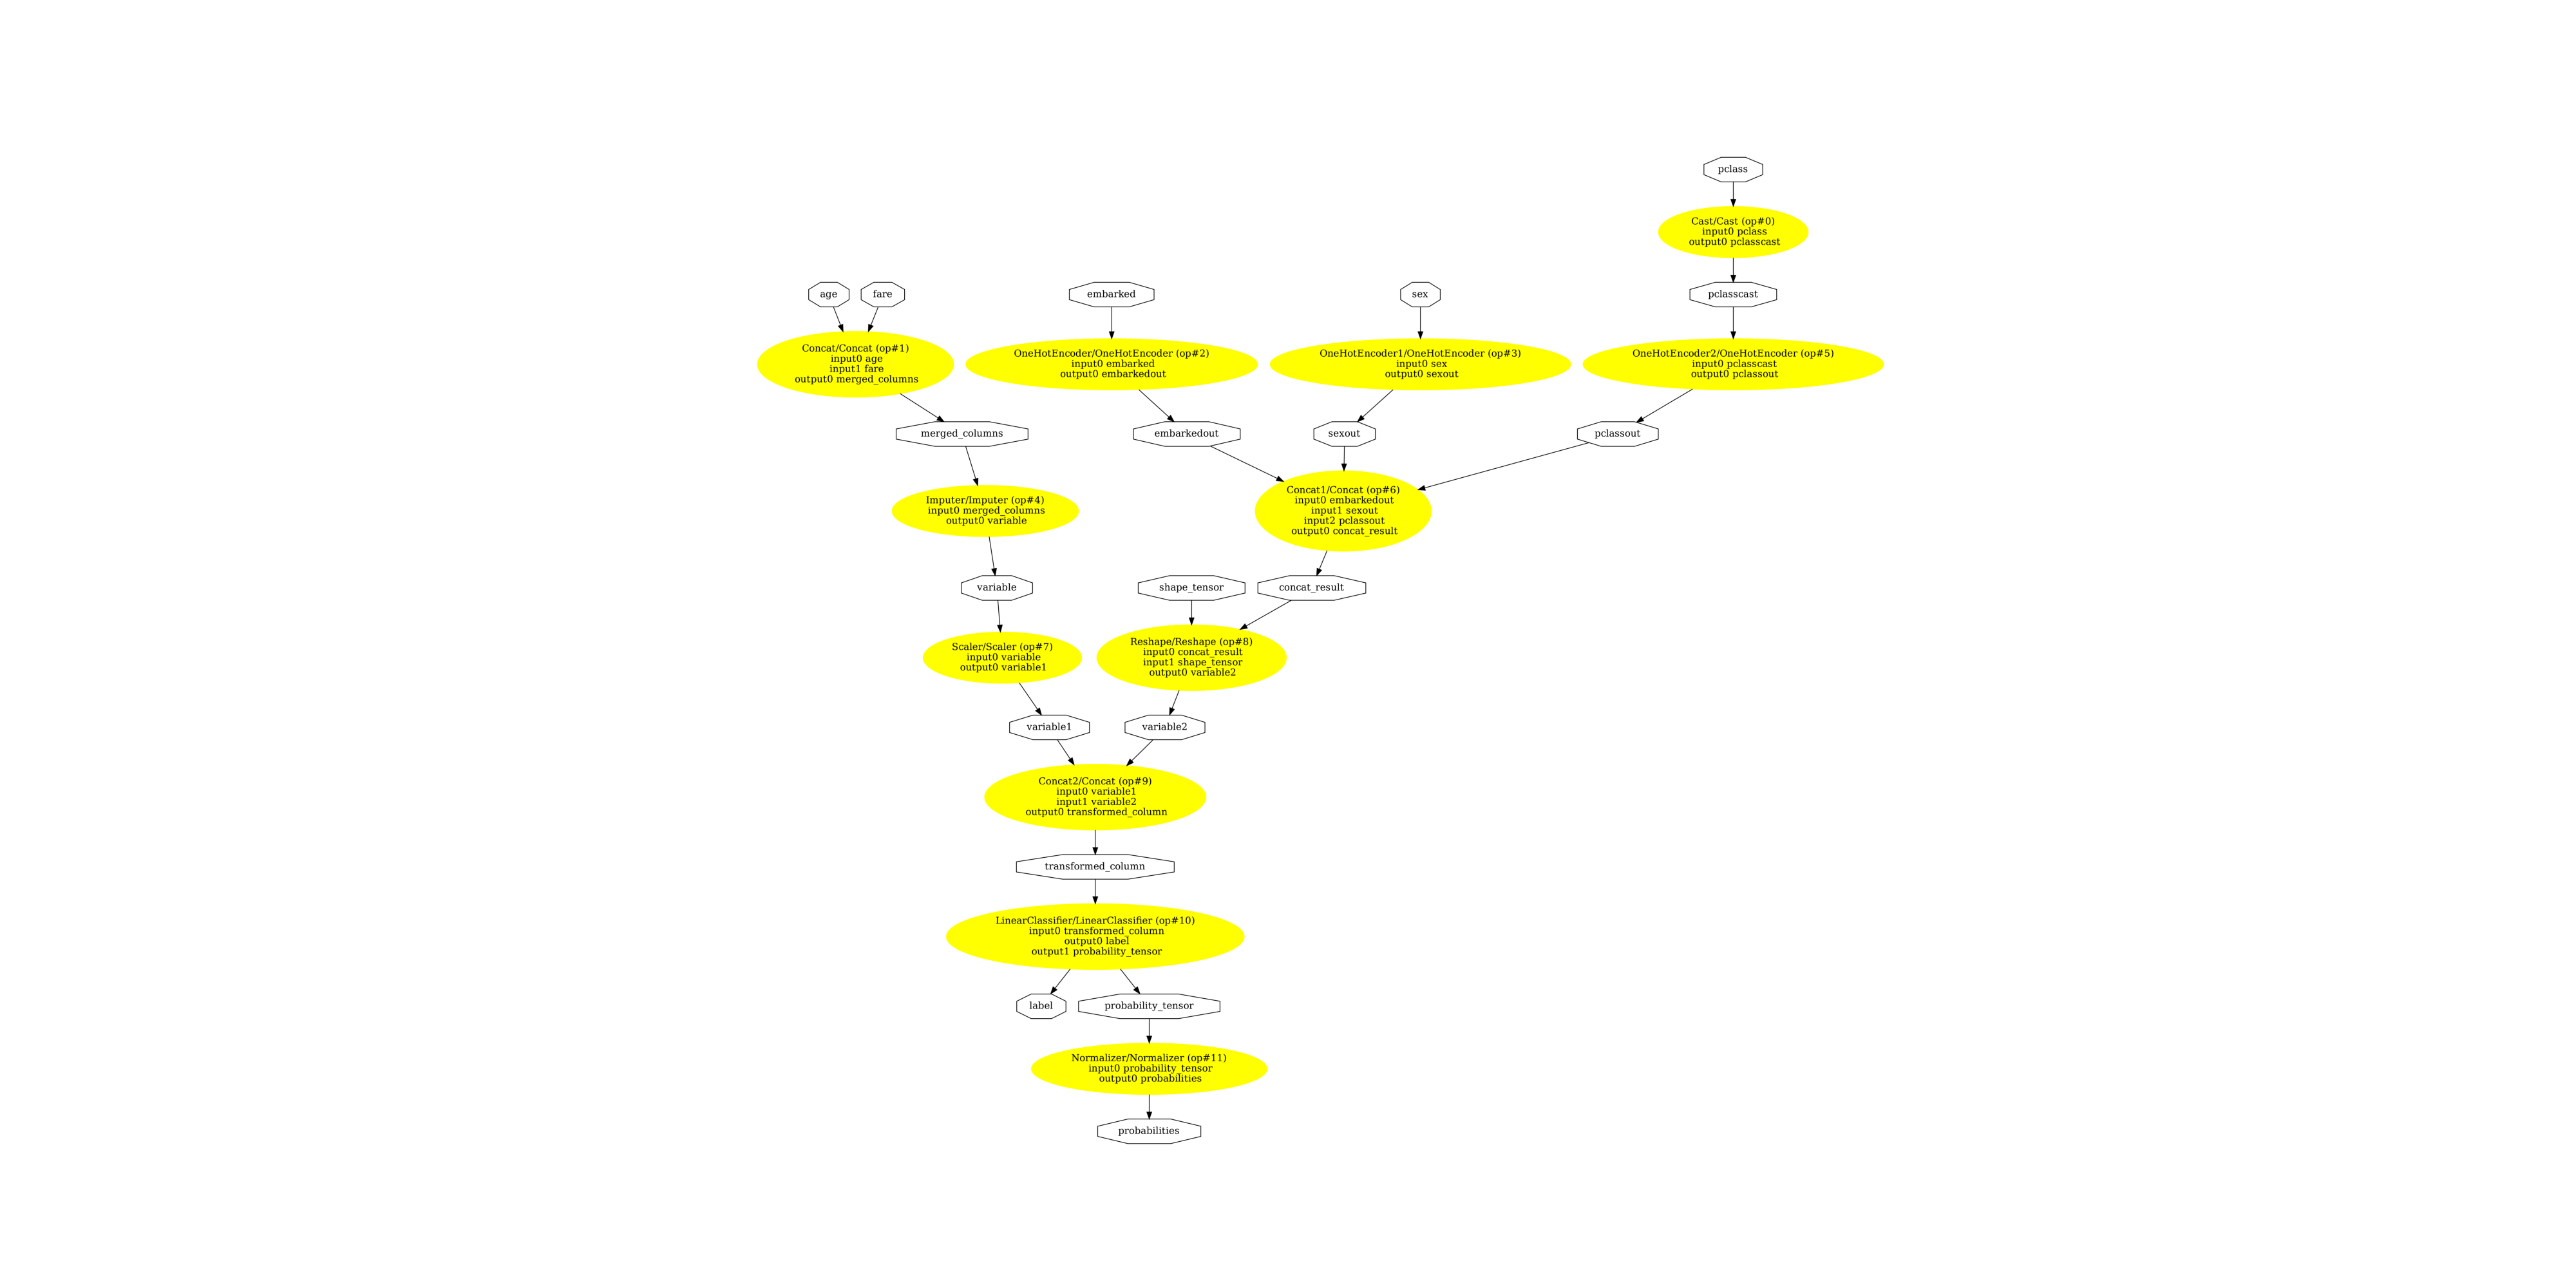 pclass
Cast/Cast (op#0)
input0 pclass
output0 pclasscast
age
fare
embarked
sex
pclasscast
Concat/Concat (op#1)
input0 age
input1 fare
output0 merged_columns
OneHotEncoder/OneHotEncoder (op#2)
input0 embarked
output0 embarkedout
OneHotEncoder1/OneHotEncoder (op#3)
input0 sex
output0 sexout
OneHotEncoder2/OneHotEncoder (op#5)
input0 pclasscast
output0 pclassout
merged_columns
embarkedout
sexout
pclassout
Imputer/Imputer (op#4)
input0 merged_columns
output0 variable
Concat1/Concat (op#6)
input0 embarkedout
input1 sexout
input2 pclassout
output0 concat_result
variable
shape_tensor
concat_result
Scaler/Scaler (op#7)
input0 variable
output0 variable1
Reshape/Reshape (op#8)
input0 concat_result
input1 shape_tensor
output0 variable2
variable1
variable2
Concat2/Concat (op#9)
input0 variable1
input1 variable2
output0 transformed_column
transformed_column
LinearClassifier/LinearClassifier (op#10)
input0 transformed_column
output0 label
output1 probability_tensor
label
probability_tensor
Normalizer/Normalizer (op#11)
input0 probability_tensor
output0 probabilities
probabilities